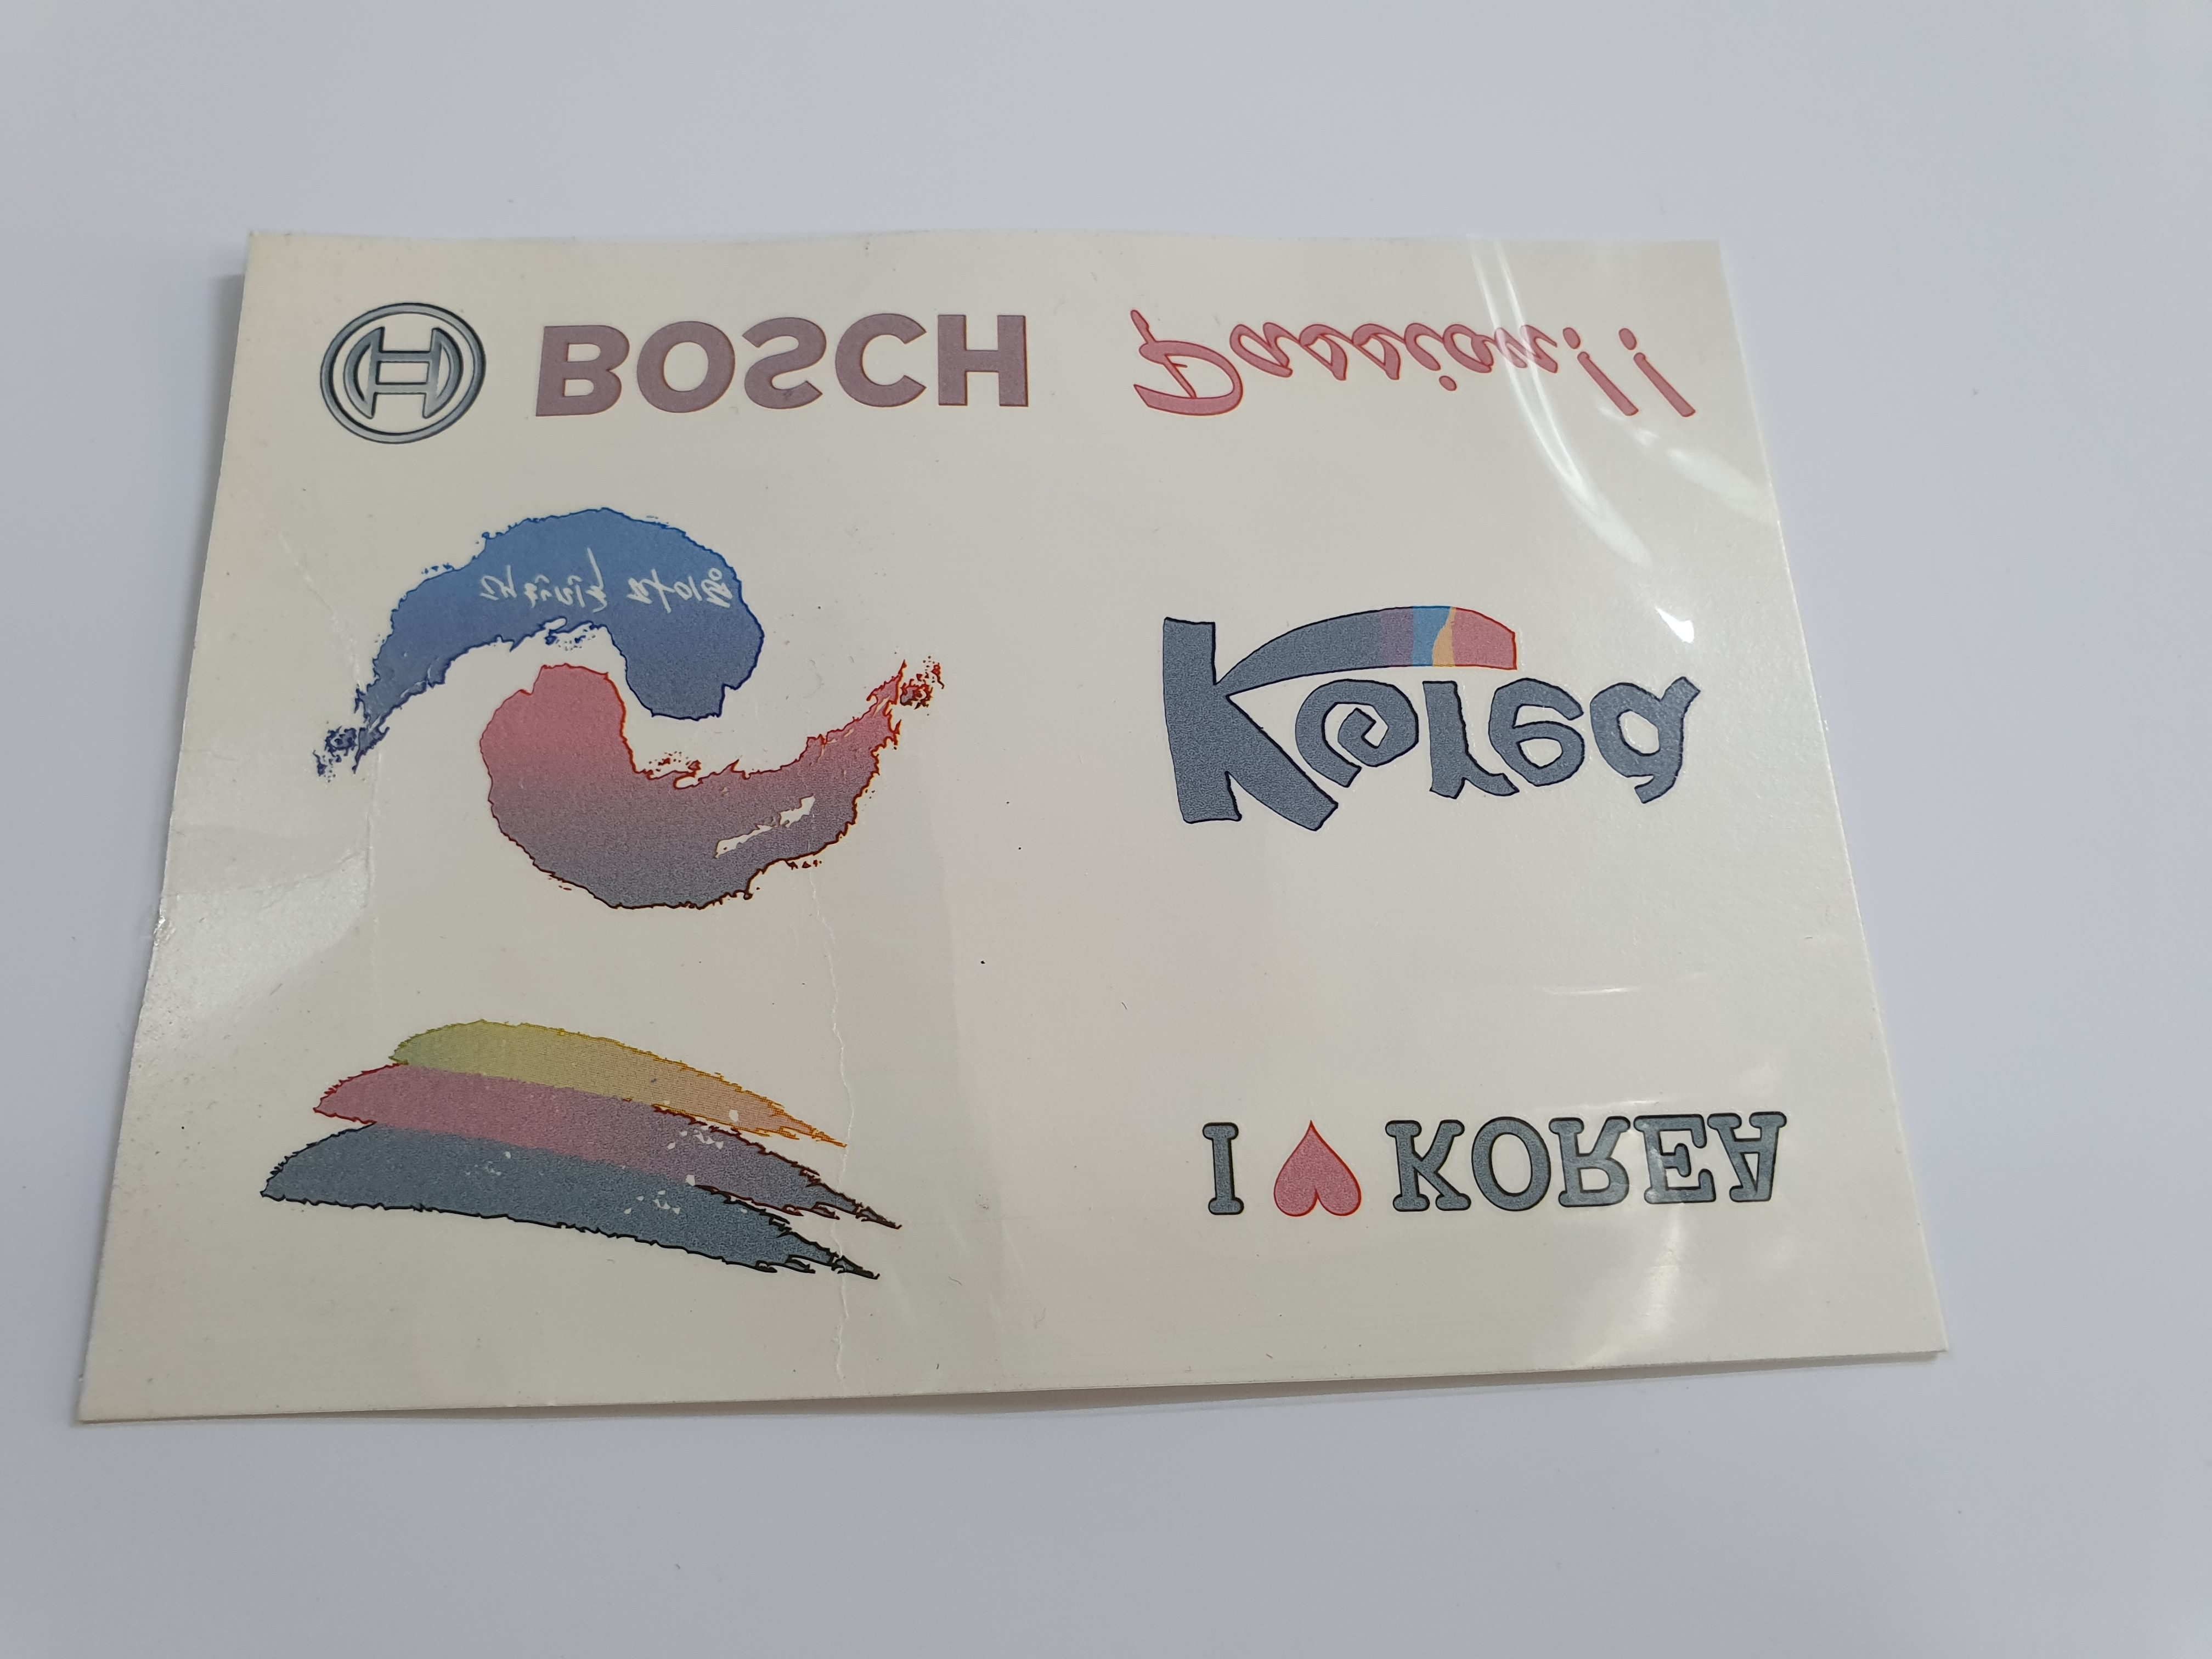 BOSCH
Passion!!
Korea
I ♥ KOREA